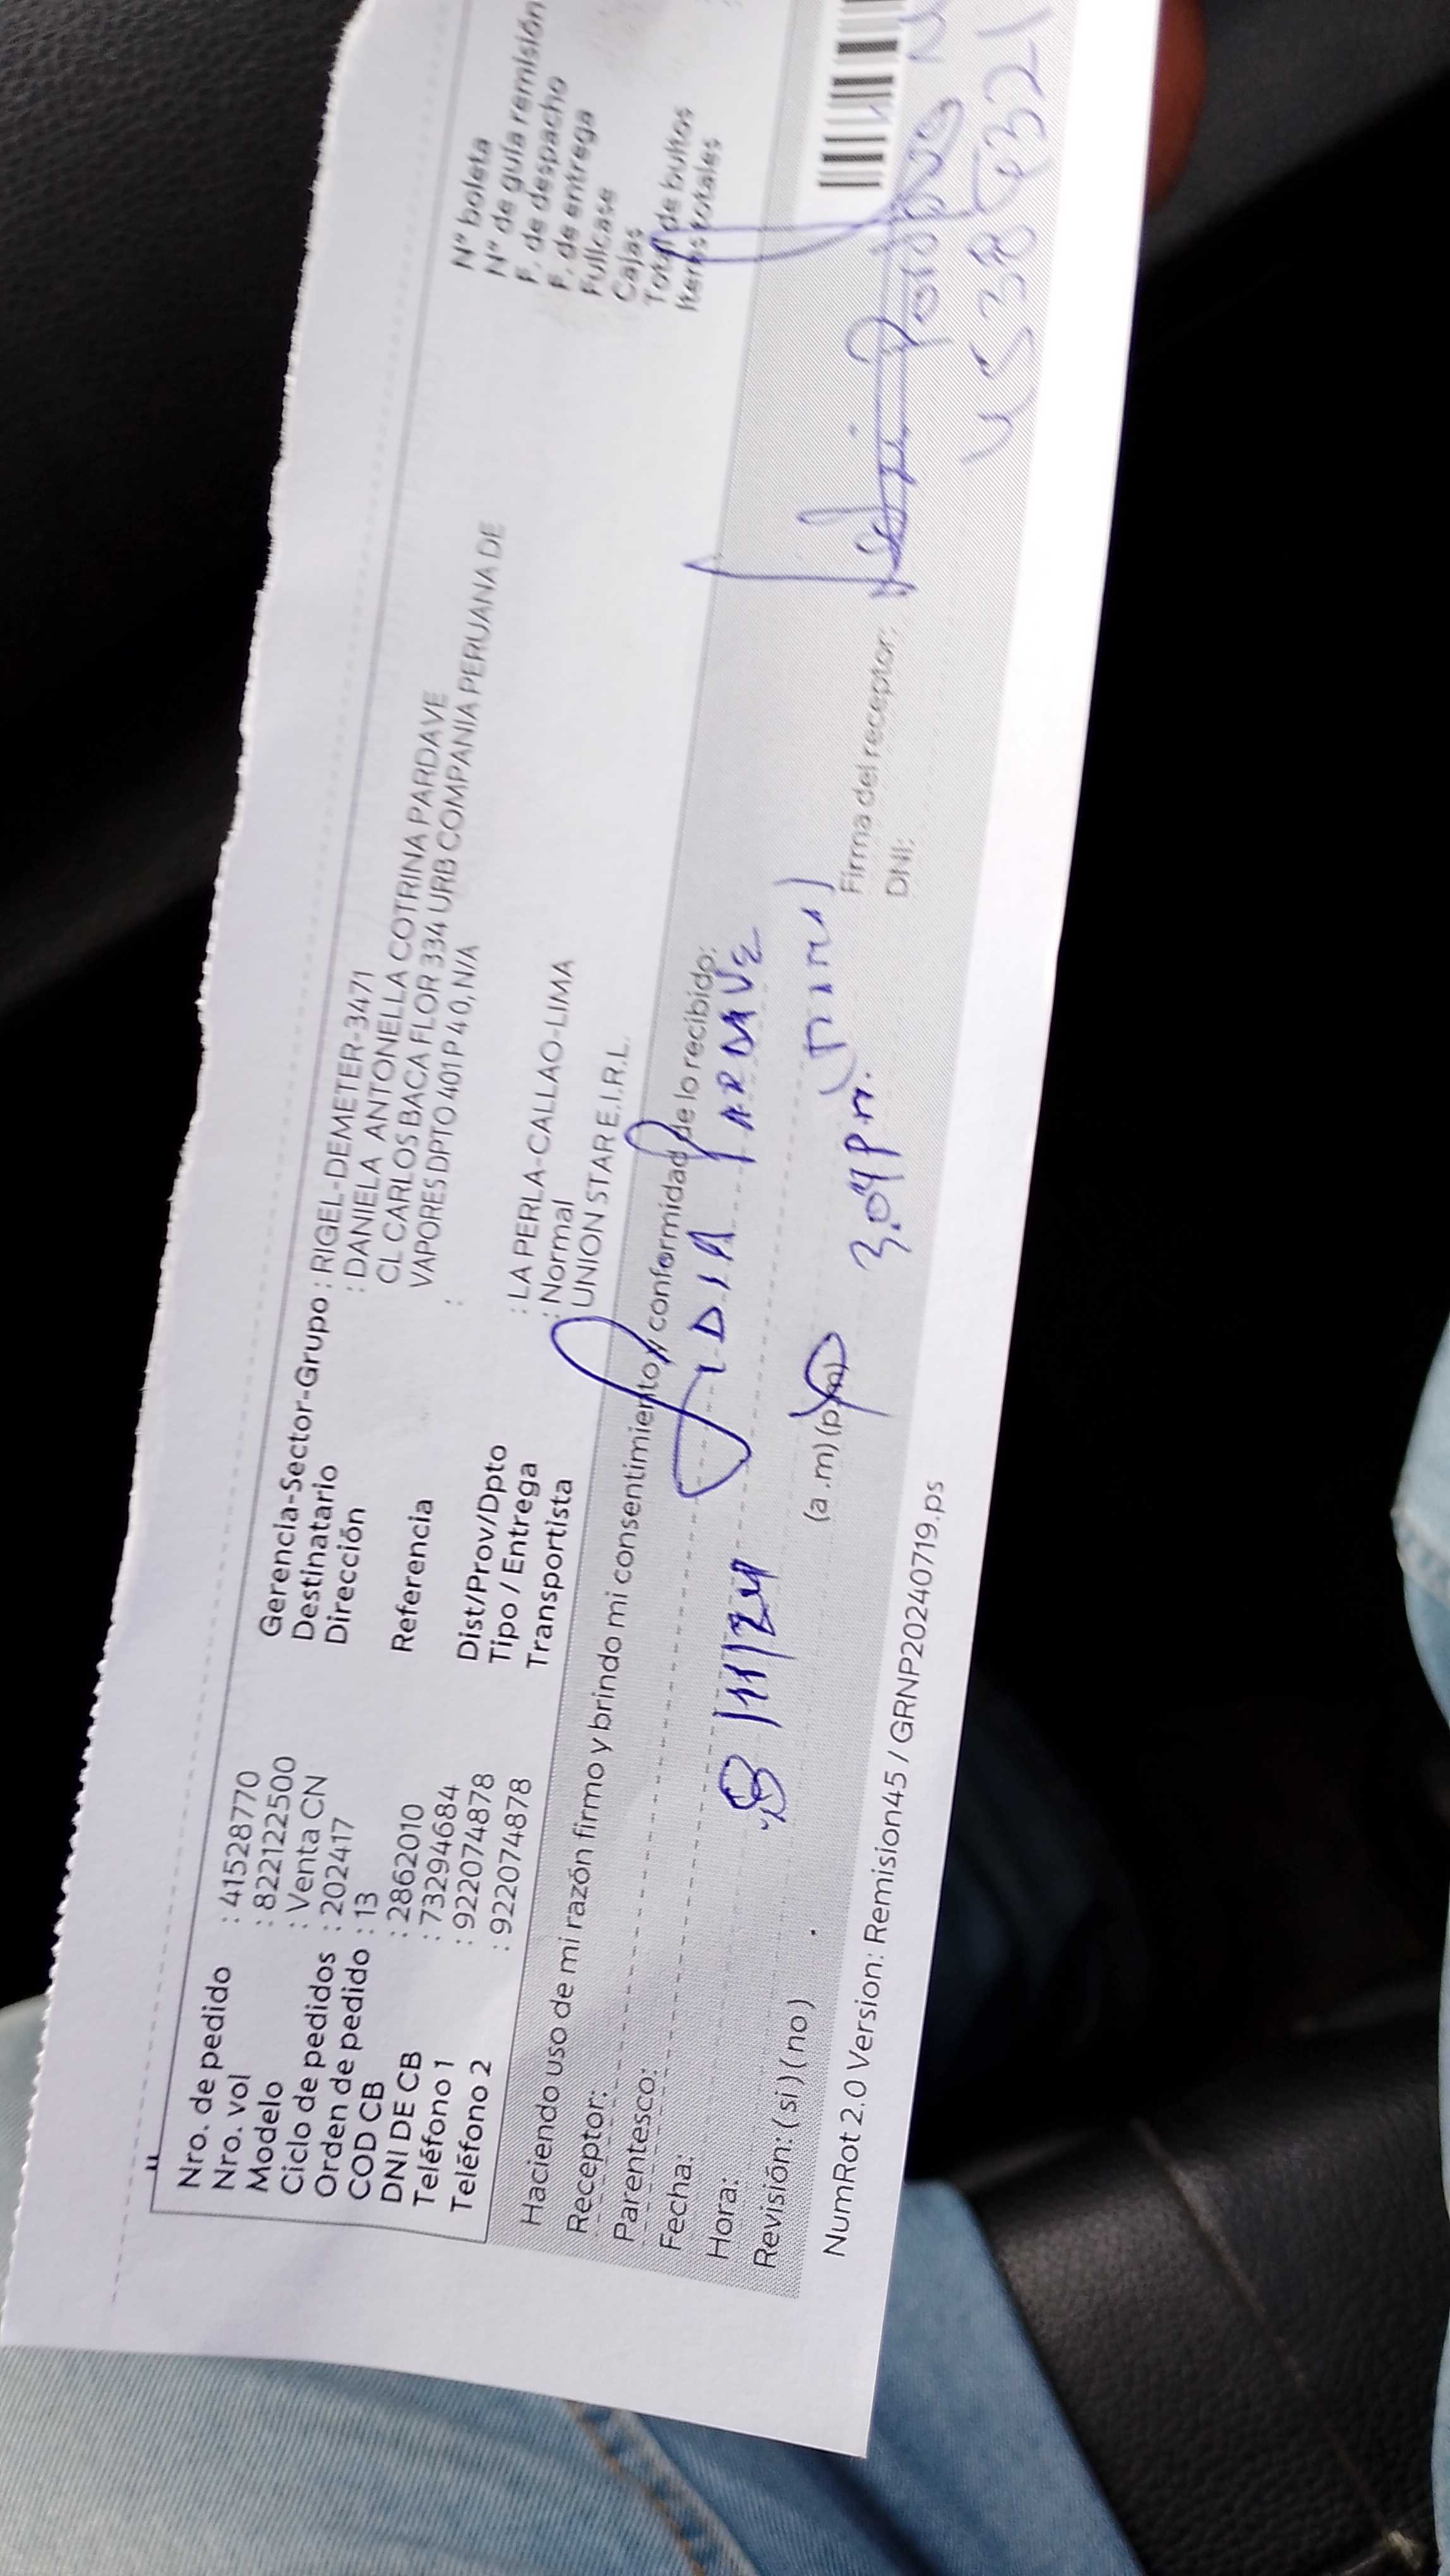 Nro. de pedido : 41528770
Nro. vol : 822122500
Modelo : Venta CN
Ciclo de pedidos : 202417
Orden de pedido : 13
COD CB : 2862010
DNI DE CB : 73294684
Teléfono 1 : 922074878
Teléfono 2 : 922074878
Gerencia-Sector-Grupo : RIGEL-DEMETER-3471
Destinatario : DANIELA ANTONELLA COTRINA PARDAVE
Dirección CL CARLOS BACA FLOR 334 URB COMPANIA PERUANA DE
VAPORES DPTO 401 P 4 0, N/A
Referencia :
Dist/Prov/Dpto : LA PERLA-CALLAO-LIMA
Tipo / Entrega : Normal
Transportista UNION STAR E.I.R.L.
N° boleta
N° de guía remisión
F. de despacho
F. de entrega
Fullcase
Cajas
Total de bultos
Items totales
Haciendo uso de mi razón firmo y brindo mi consentimiento y conformidad de lo recibido:
Receptor: PARDAVE
Parentesco:
Fecha: 8/11/24
Hora: (a.m) (p.m) 3.04 Pm.
Revisión: (si) (no)
Firma del receptor:
DNI:
NumRot 2.0 Version: Remision45 / GRNP20240719.ps